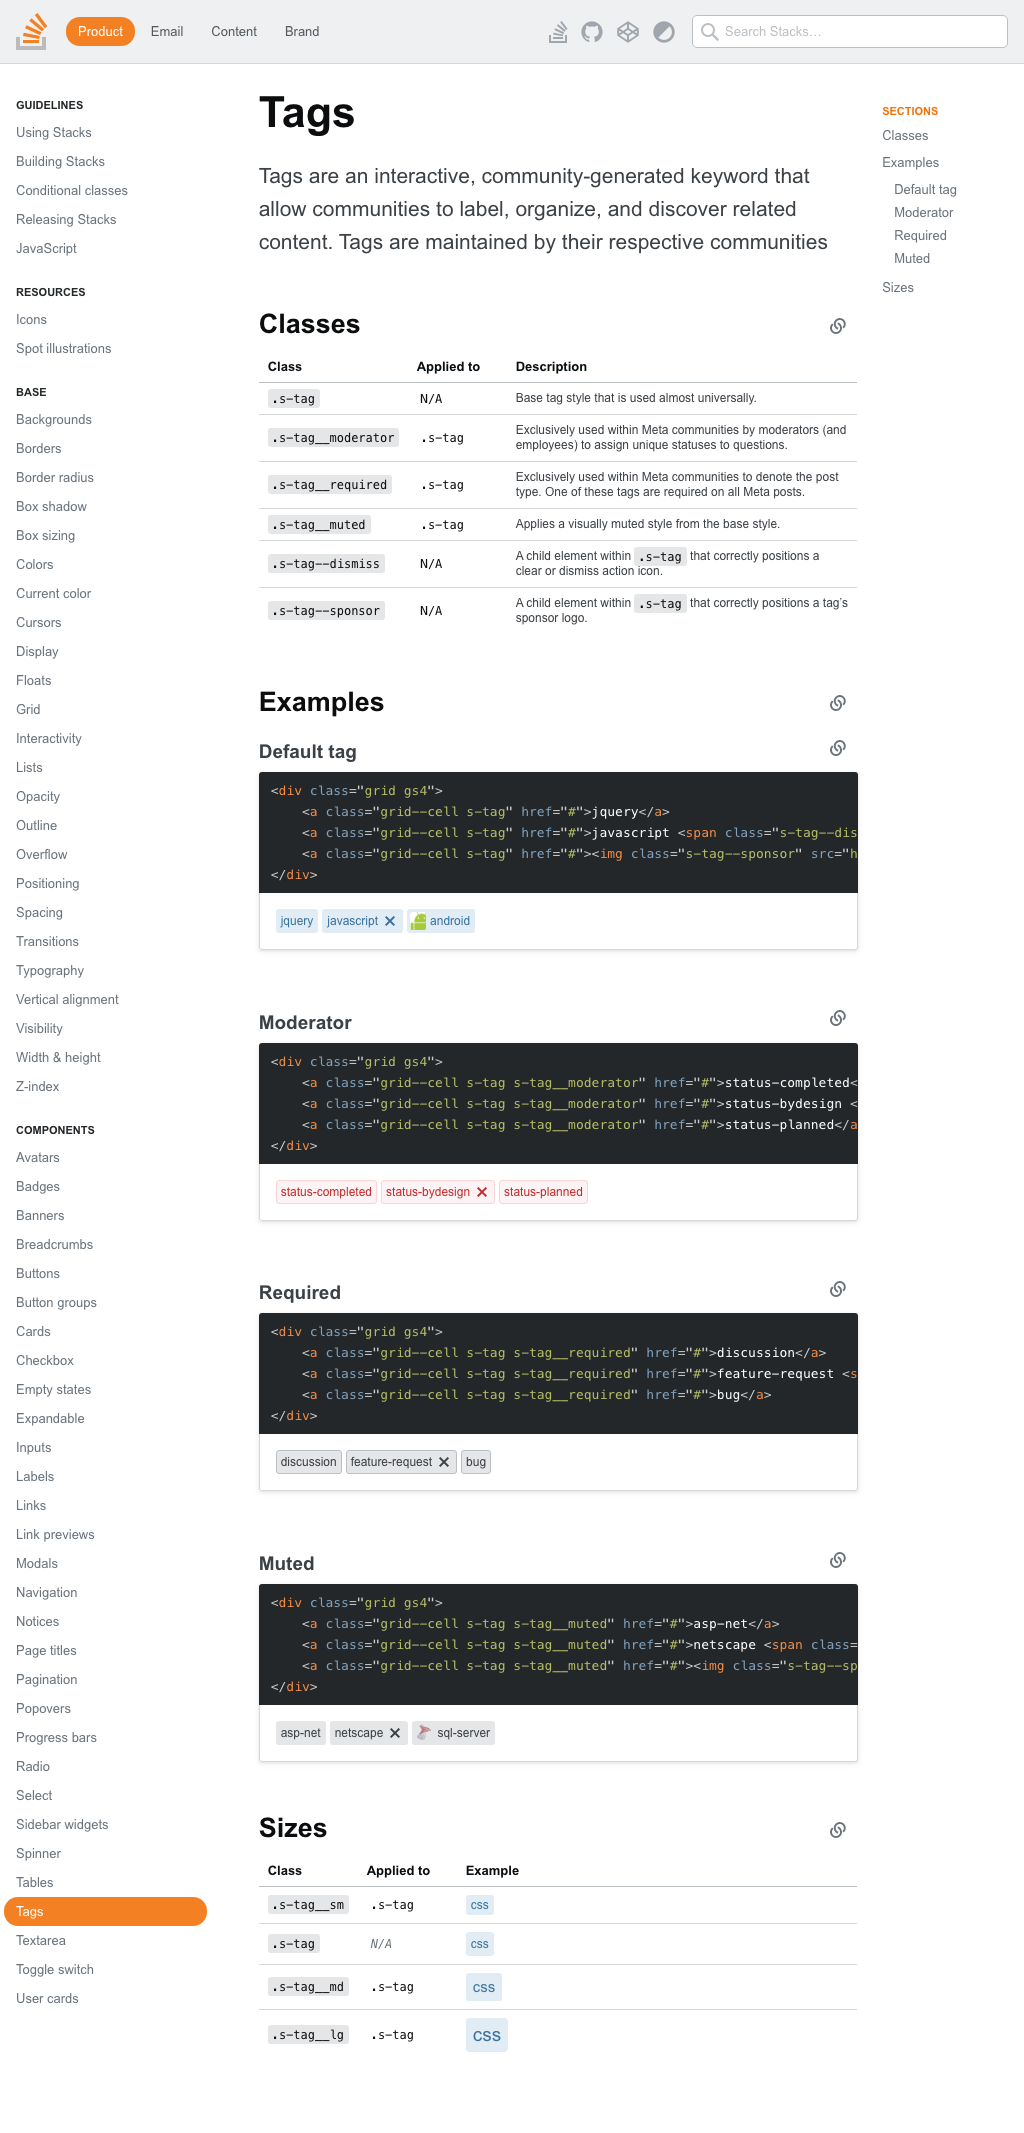 Product
Email
Content
Brand
Search Stacks…
GUIDELINES
Using Stacks
Building Stacks
Conditional classes
Releasing Stacks
JavaScript
RESOURCES
Icons
Spot illustrations
BASE
Backgrounds
Borders
Border radius
Box shadow
Box sizing
Colors
Current color
Cursors
Display
Floats
Grid
Interactivity
Lists
Opacity
Outline
Overflow
Positioning
Spacing
Transitions
Typography
Vertical alignment
Visibility
Width & height
Z-index
COMPONENTS
Avatars
Badges
Banners
Breadcrumbs
Buttons
Button groups
Cards
Checkbox
Empty states
Expandable
Inputs
Labels
Links
Link previews
Modals
Navigation
Notices
Page titles
Pagination
Popovers
Progress bars
Radio
Select
Sidebar widgets
Spinner
Tables
Tags
Textarea
Toggle switch
User cards
Tags
Tags are an interactive, community-generated keyword that
allow communities to label, organize, and discover related
content. Tags are maintained by their respective communities
Classes
Class Applied to Description
.s-tag N/A Base tag style that is used almost universally.
.s-tag__moderator .s-tag Exclusively used within Meta communities by moderators (and
employees) to assign unique statuses to questions.
.s-tag__required .s-tag Exclusively used within Meta communities to denote the post
type. One of these tags are required on all Meta posts.
.s-tag__muted .s-tag Applies a visually muted style from the base style.
.s-tag--dismiss N/A A child element within .s-tag that correctly positions a
clear or dismiss action icon.
.s-tag--sponsor N/A A child element within .s-tag that correctly positions a tag’s
sponsor logo.
Examples
Default tag
<div class="grid gs4">
    <a class="grid--cell s-tag" href="#">jquery</a>
    <a class="grid--cell s-tag" href="#">javascript <span class="s-tag--dis
    <a class="grid--cell s-tag" href="#"><img class="s-tag--sponsor" src="h
</div>
jquery javascript android
Moderator
<div class="grid gs4">
    <a class="grid--cell s-tag s-tag__moderator" href="#">status-completed<
    <a class="grid--cell s-tag s-tag__moderator" href="#">status-bydesign <
    <a class="grid--cell s-tag s-tag__moderator" href="#">status-planned</a
</div>
status-completed status-bydesign status-planned
Required
<div class="grid gs4">
    <a class="grid--cell s-tag s-tag__required" href="#">discussion</a>
    <a class="grid--cell s-tag s-tag__required" href="#">feature-request <s
    <a class="grid--cell s-tag s-tag__required" href="#">bug</a>
</div>
discussion feature-request bug
Muted
<div class="grid gs4">
    <a class="grid--cell s-tag s-tag__muted" href="#">asp-net</a>
    <a class="grid--cell s-tag s-tag__muted" href="#">netscape <span class=
    <a class="grid--cell s-tag s-tag__muted" href="#"><img class="s-tag--sp
</div>
asp-net netscape sql-server
Sizes
Class Applied to Example
.s-tag__sm .s-tag css
.s-tag N/A css
.s-tag__md .s-tag css
.s-tag__lg .s-tag css
SECTIONS
Classes
Examples
Default tag
Moderator
Required
Muted
Sizes